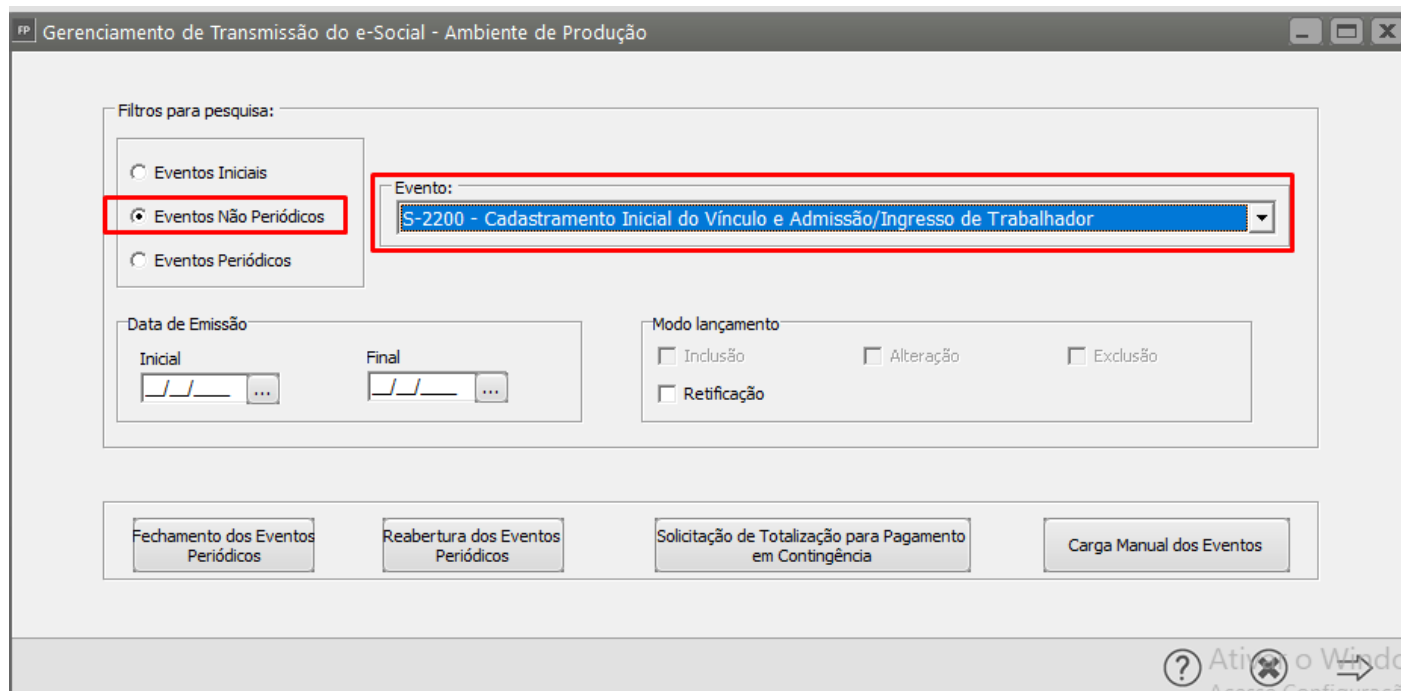 FP Gerenciamento de Transmissão do e-Social - Ambiente de Produção
Filtros para pesquisa:
Eventos Iniciais
Eventos Não Periódicos
Eventos Periódicos
Evento:
S-2200 - Cadastramento Inicial do Vínculo e Admissão/Ingresso de Trabalhador
Data de Emissão
Inicial
Final
__/__/____ ...
__/__/____ ...
Modo lançamento
Inclusão
Alteração
Exclusão
Retificação
Fechamento dos Eventos
Periódicos
Reabertura dos Eventos
Periódicos
Solicitação de Totalização para Pagamento
em Contingência
Carga Manual dos Eventos
? Ativar o Windo